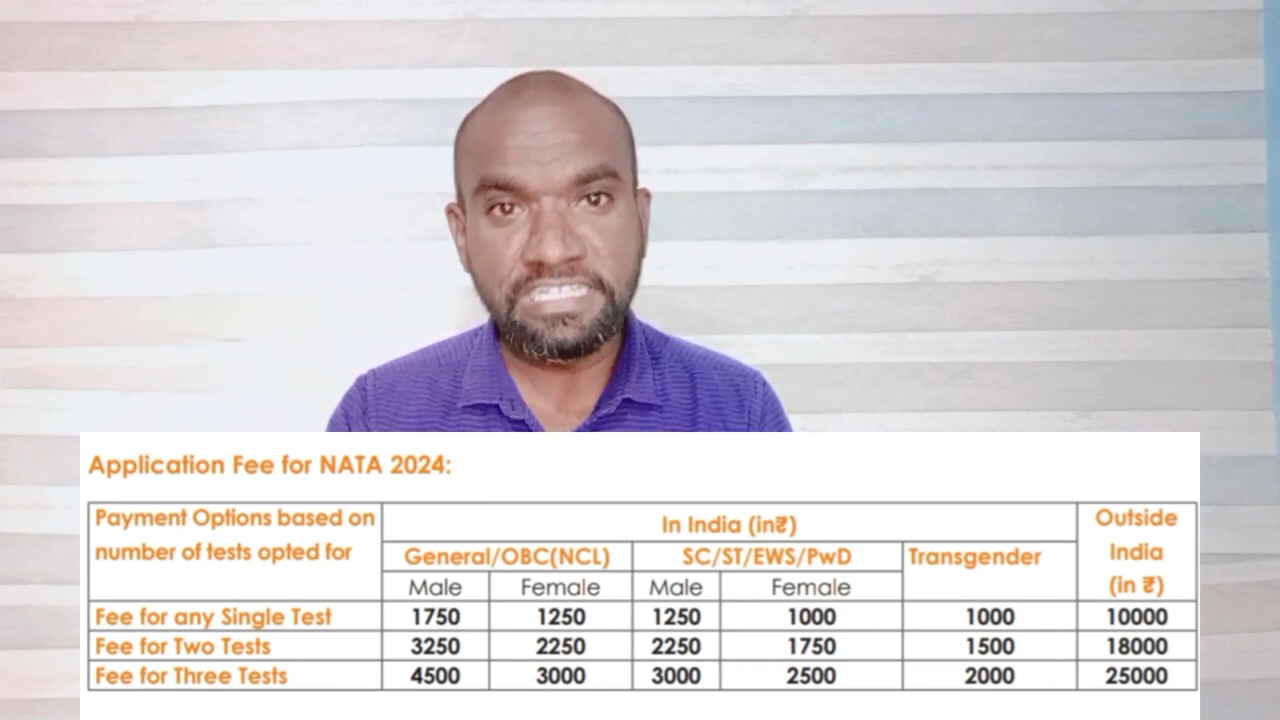 Application Fee for NATA 2024:
Payment Options based on
number of tests opted for
In India (in₹)
Outside
India
(in ₹)
General/OBC(NCL) SC/ST/EWS/PwD Transgender
Male Female Male Female
Fee for any Single Test 1750 1250 1250 1000 1000 10000
Fee for Two Tests 3250 2250 2250 1750 1500 18000
Fee for Three Tests 4500 3000 3000 2500 2000 25000